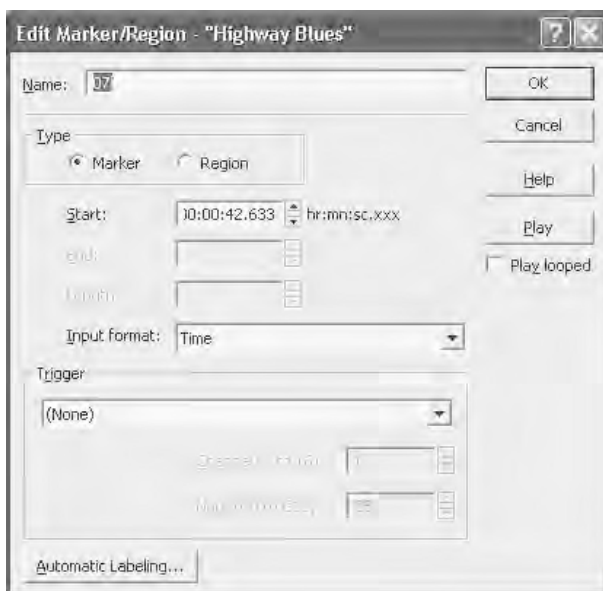 Edit Marker/Region - "Highway Blues"
Name: 07
OK
Cancel
Help
Play
Play looped
Type
Marker Region
Start: 00:00:42.633 hr:mn:sc.xxx
End:
Length:
Input format: Time
Trigger
(None)
Automatic Labeling...